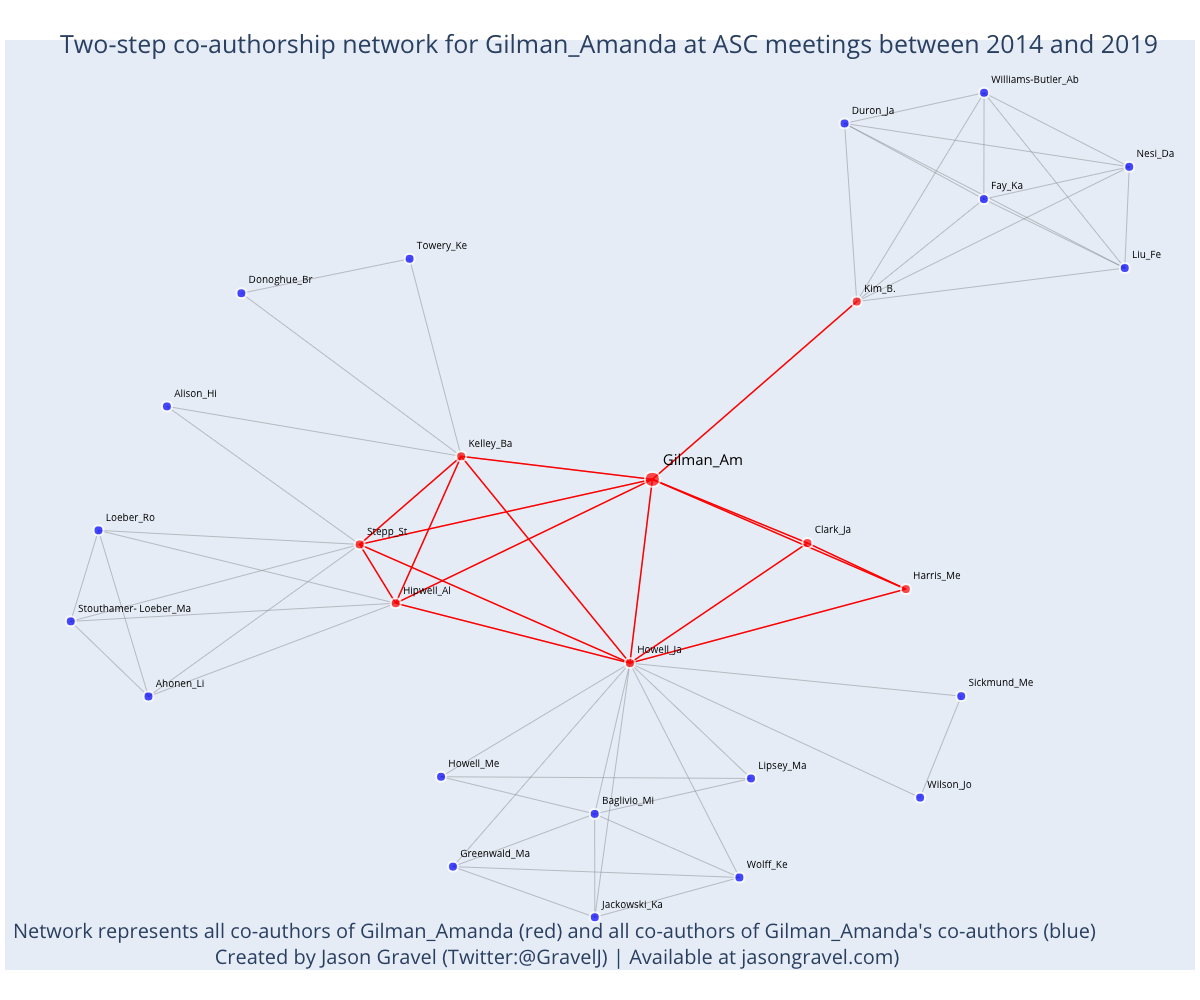 Two-step co-authorship network for Gilman_Amanda at ASC meetings between 2014 and 2019
Williams-Butler_Ab
Duron_Ja
Nesi_Da
Fay_Ka
Towery_Ke
Liu_Fe
Donoghue_Br
Kim_B.
Alison_Hi
Kelley_Ba
Gilman_Am
Loeber_Ro
Stepp_St
Clark_Ja
Harris_Me
Hipwell_Al
Stouthamer- Loeber_Ma
Howell_Ja
Ahonen_Li
Sickmund_Me
Howell_Me
Lipsey_Ma
Wilson_Jo
Baglivio_Mi
Greenwald_Ma
Wolff_Ke
Jackowski_Ka
Network represents all co-authors of Gilman_Amanda (red) and all co-authors of Gilman_Amanda's co-authors (blue)
Created by Jason Gravel (Twitter:@GravelJ) | Available at jasongravel.com)